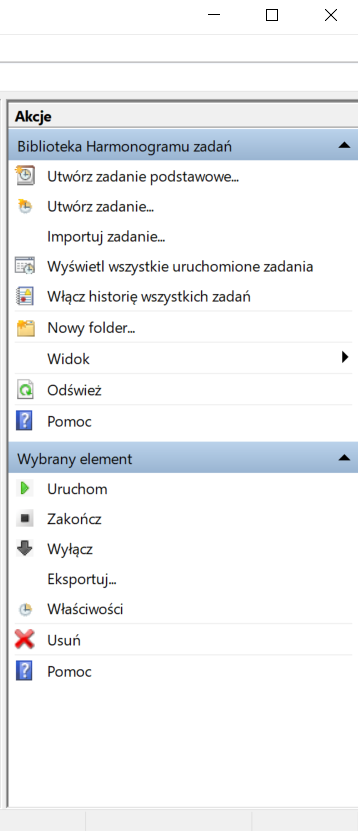 Akcje
Biblioteka Harmonogramu zadań
Utwórz zadanie podstawowe...
Utwórz zadanie...
Importuj zadanie...
Wyświetl wszystkie uruchomione zadania
Włącz historię wszystkich zadań
Nowy folder...
Widok
Odśwież
Pomoc
Wybrany element
Uruchom
Zakończ
Wyłącz
Eksportuj...
Właściwości
Usuń
Pomoc